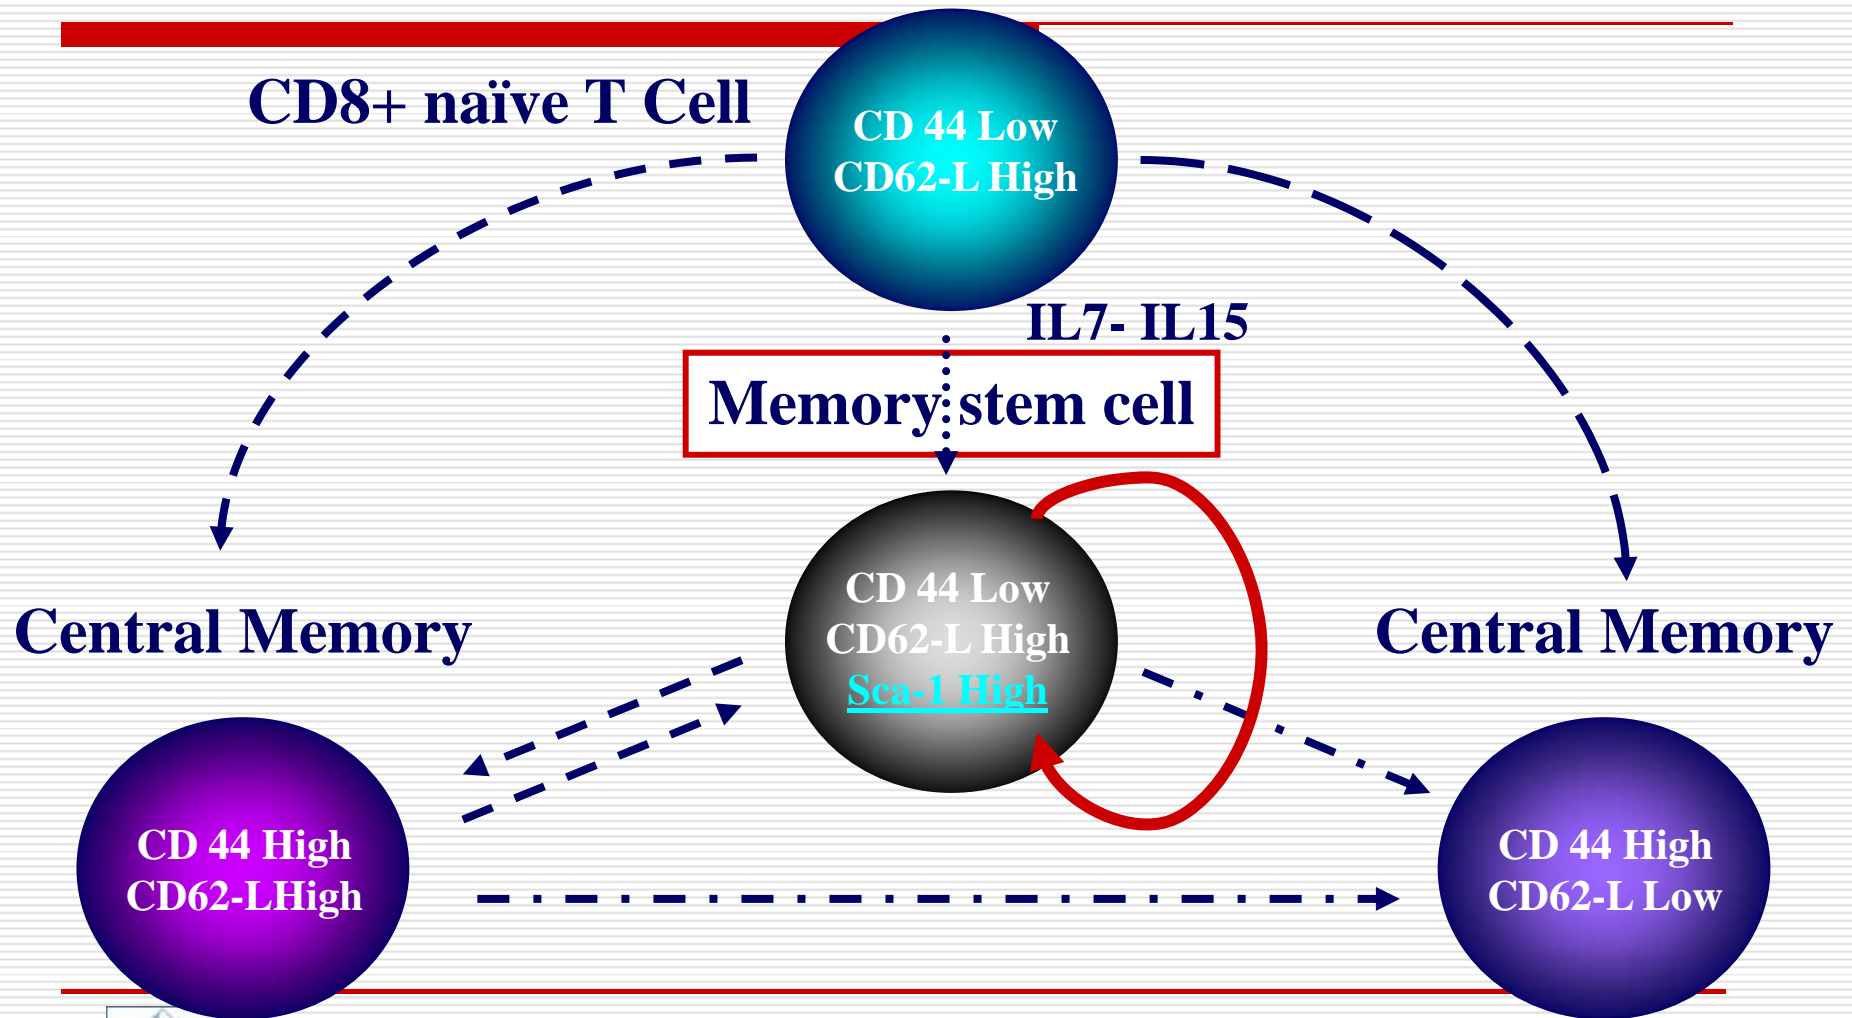 CD8+ naïve T Cell
CD 44 Low
CD62-L High
IL7- IL15
Memory stem cell
CD 44 Low
CD62-L High
Sca-1 High
Central Memory
Central Memory
CD 44 High
CD62-LHigh
CD 44 High
CD62-L Low